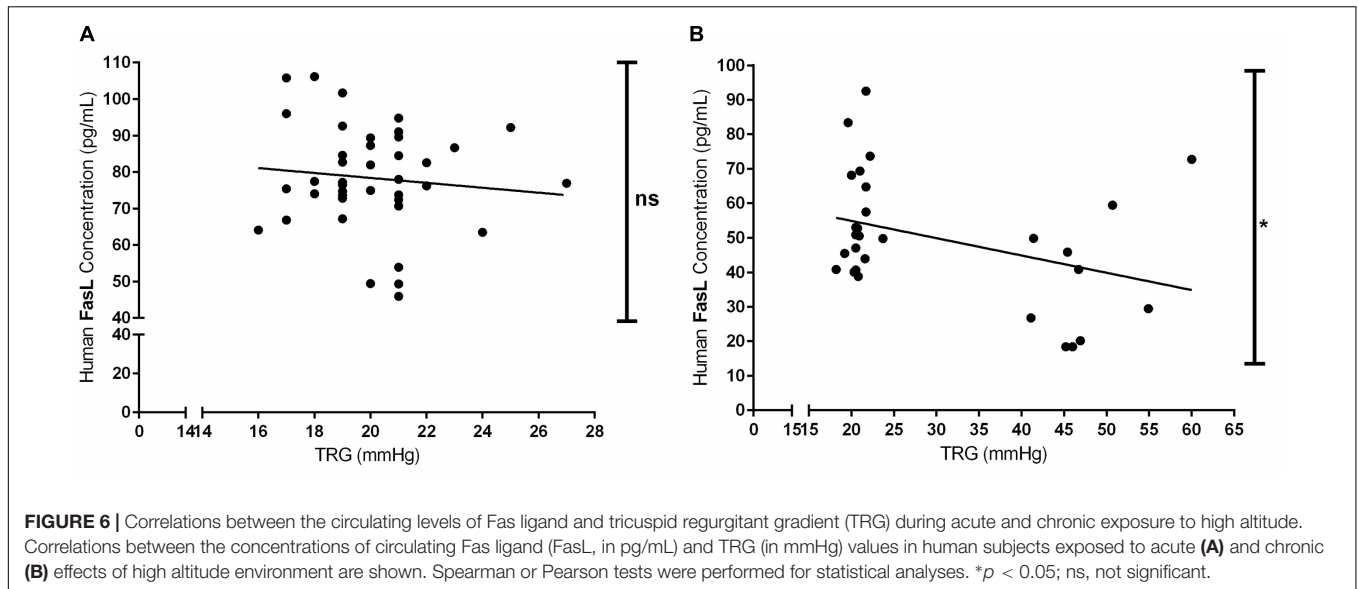 A
B
110
100
90
80
70
60
50
40
40
20
0
Human FasL Concentration (pg/mL)
0 14 14 16 18 20 22 24 26 28
TRG (mmHg)
ns
100
90
80
70
60
50
40
30
20
10
0
Human FasL Concentration (pg/mL)
0 15 15 20 25 30 35 40 45 50 55 60 65
TRG (mmHg)
*
FIGURE 6 | Correlations between the circulating levels of Fas ligand and tricuspid regurgitant gradient (TRG) during acute and chronic exposure to high altitude.
Correlations between the concentrations of circulating Fas ligand (FasL, in pg/mL) and TRG (in mmHg) values in human subjects exposed to acute (A) and chronic
(B) effects of high altitude environment are shown. Spearman or Pearson tests were performed for statistical analyses. *p < 0.05; ns, not significant.